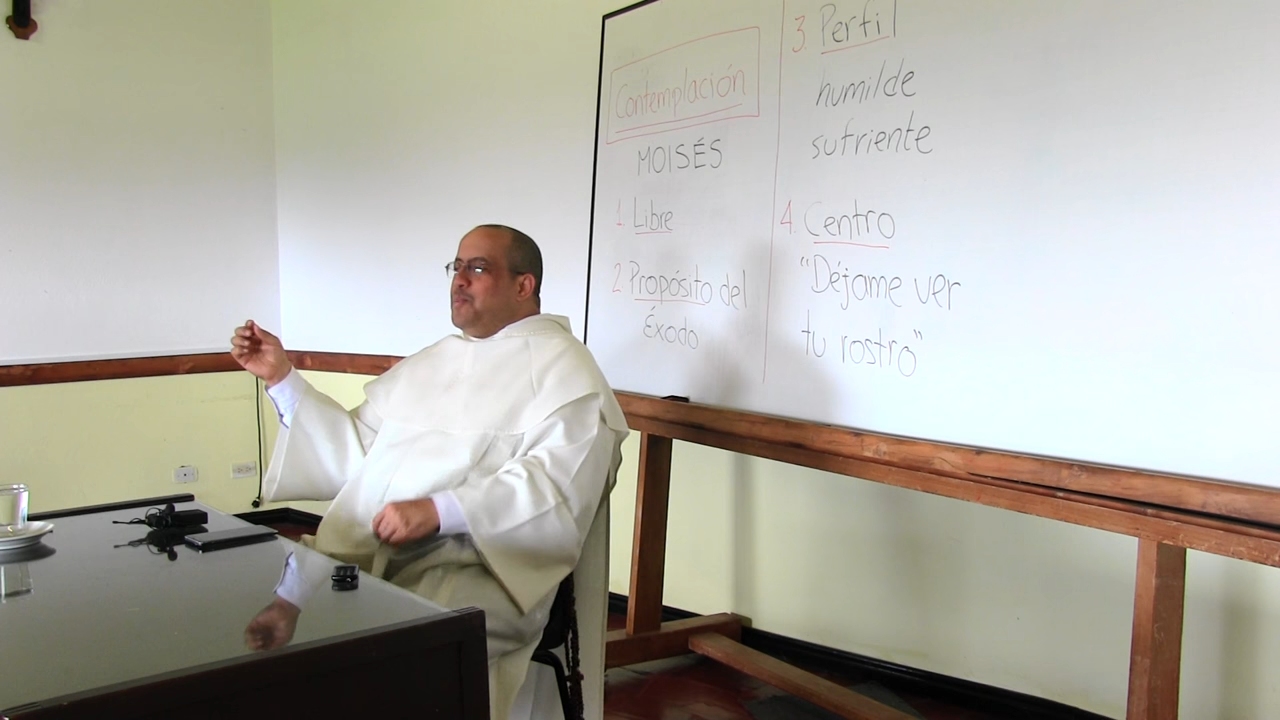 Contemplación
MOISÉS
1. Libre
2. Propósito del
Éxodo
3. Perfil
humilde
sufriente
4. Centro
“Déjame ver
tu rostro”